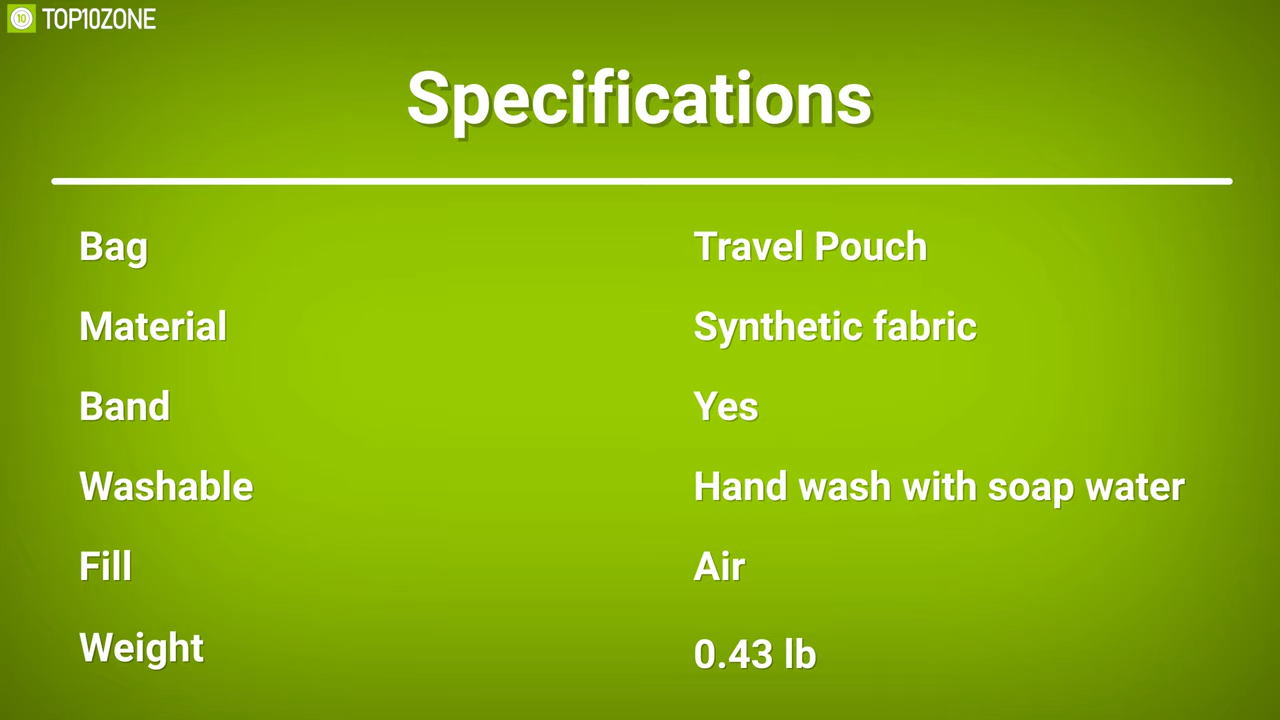 TOP10ZONE
Specifications
Bag Travel Pouch
Material Synthetic fabric
Band Yes
Washable Hand wash with soap water
Fill Air
Weight 0.43 lb